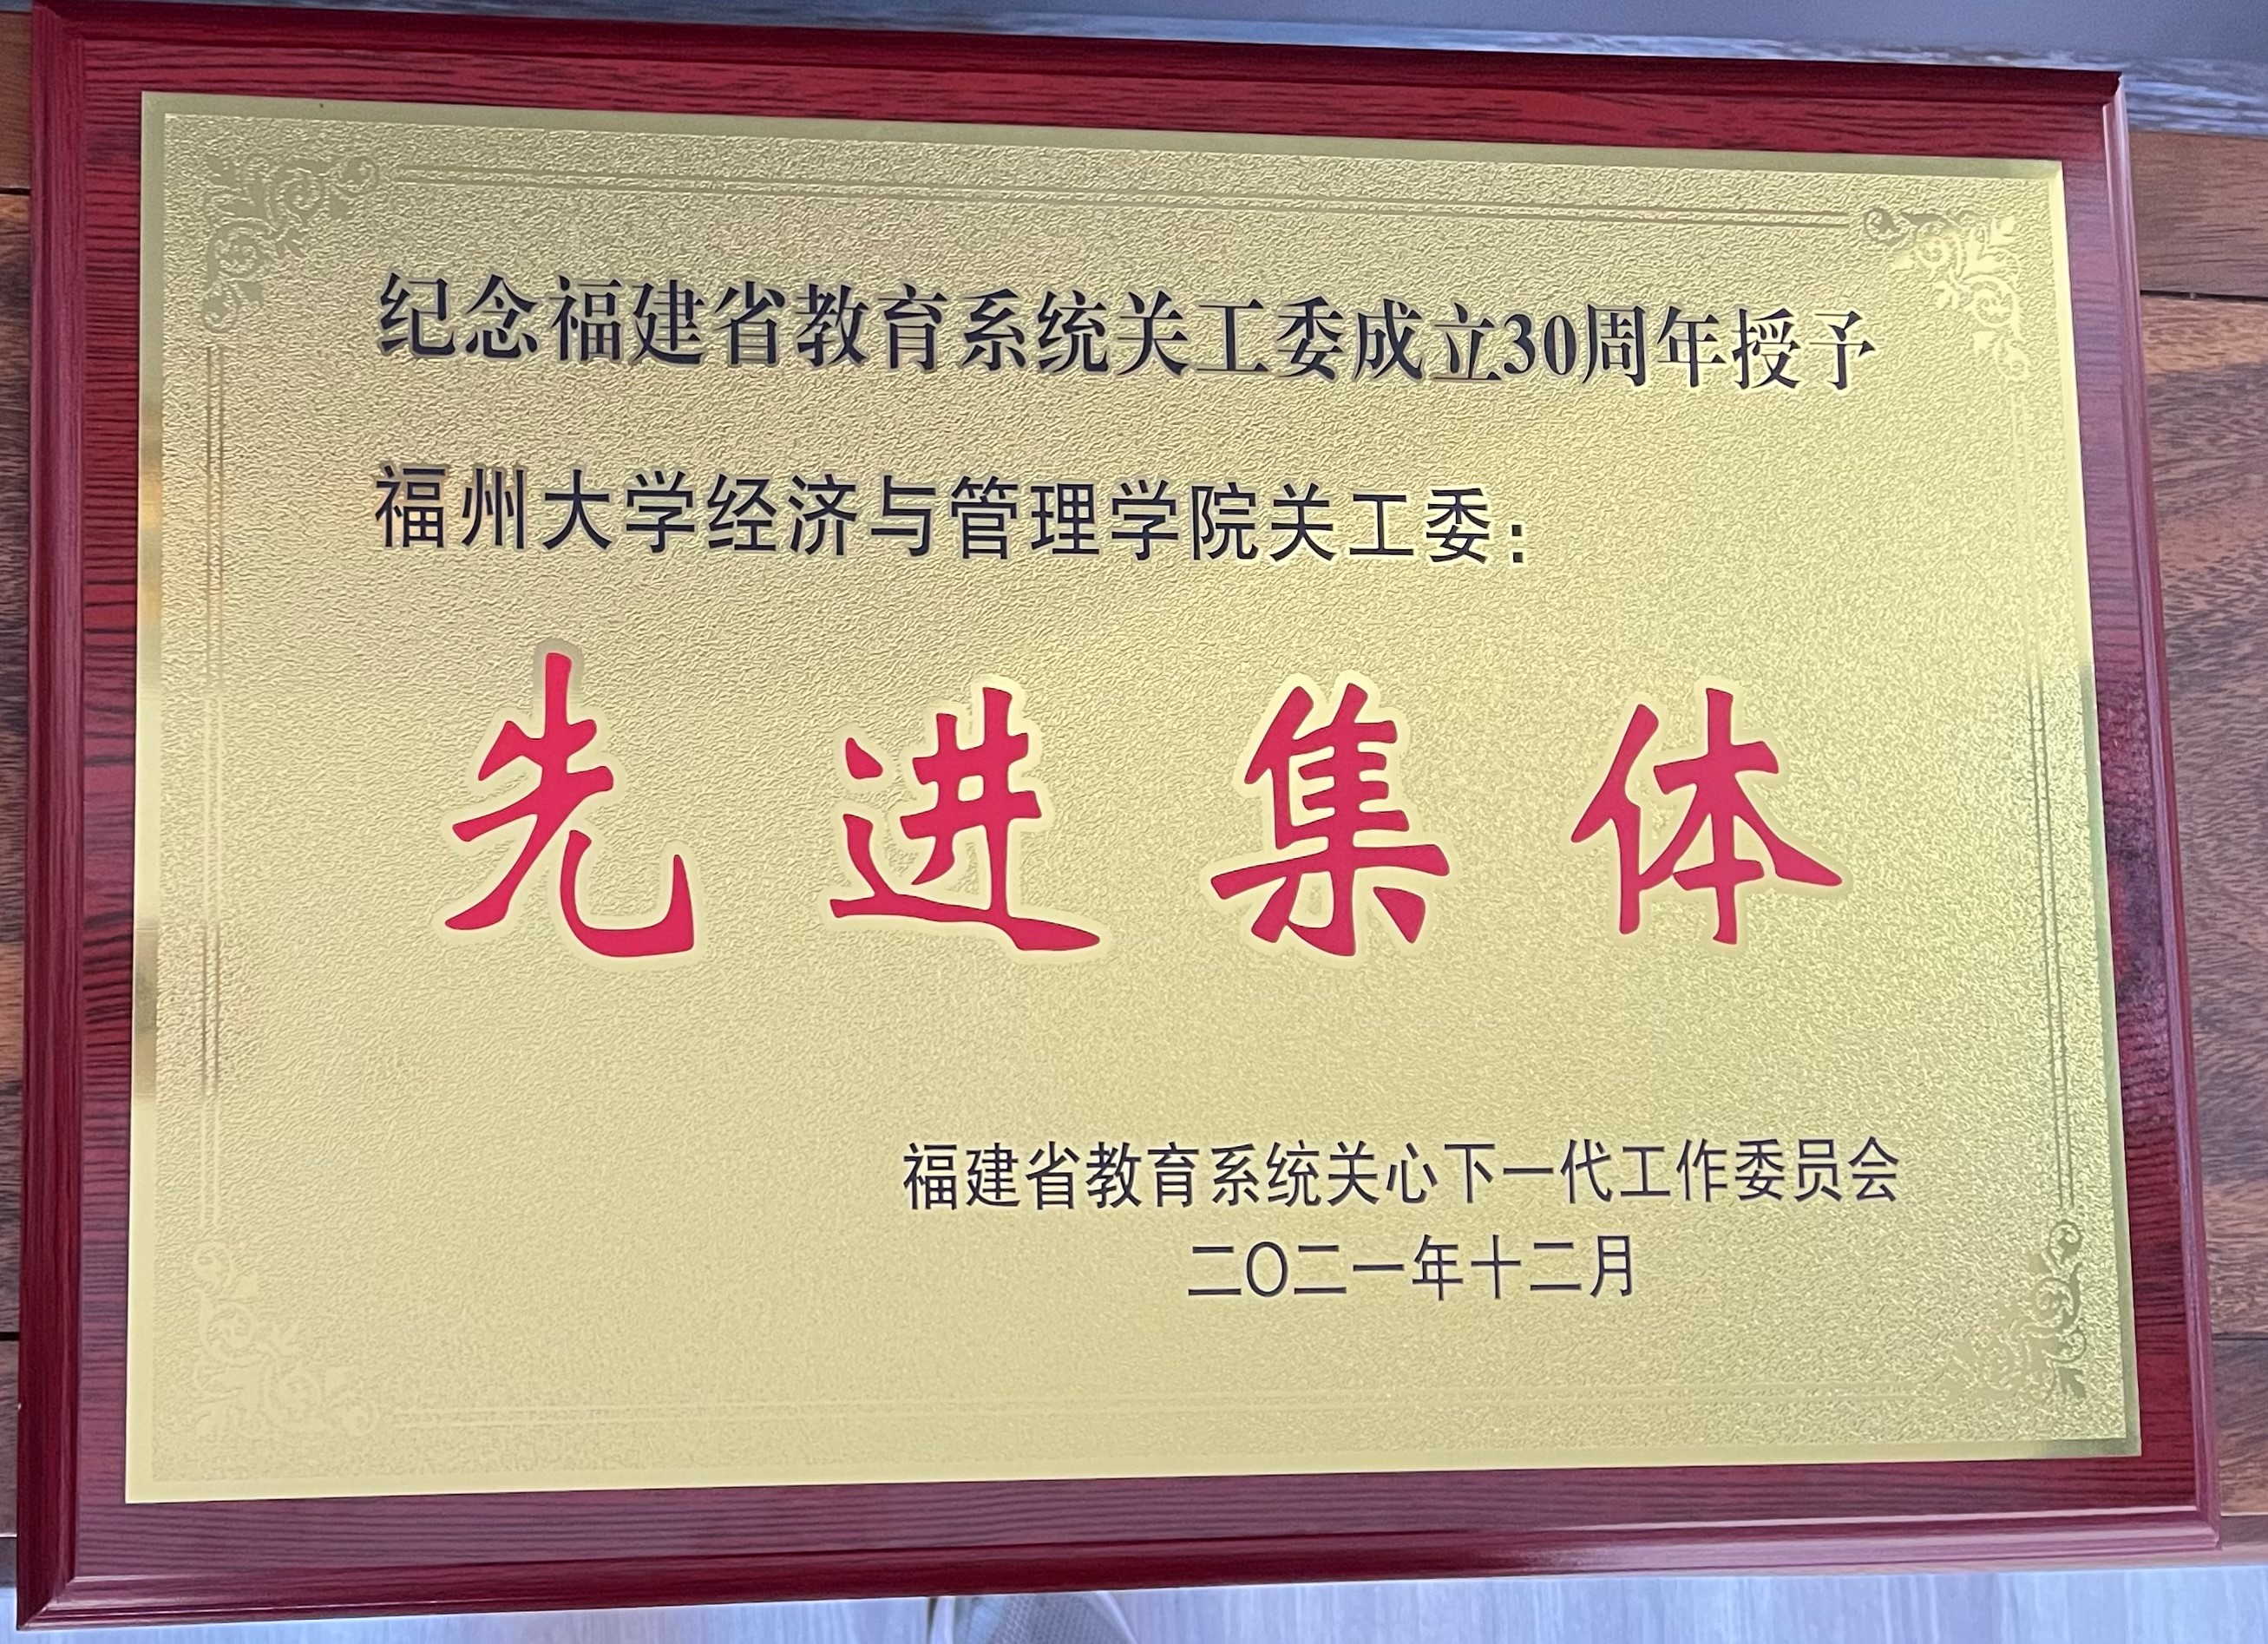 纪念福建省教育系统关工委成立30周年授予
福州大学经济与管理学院关工委：
先进集体
福建省教育系统关心下一代工作委员会
二〇二一年十二月